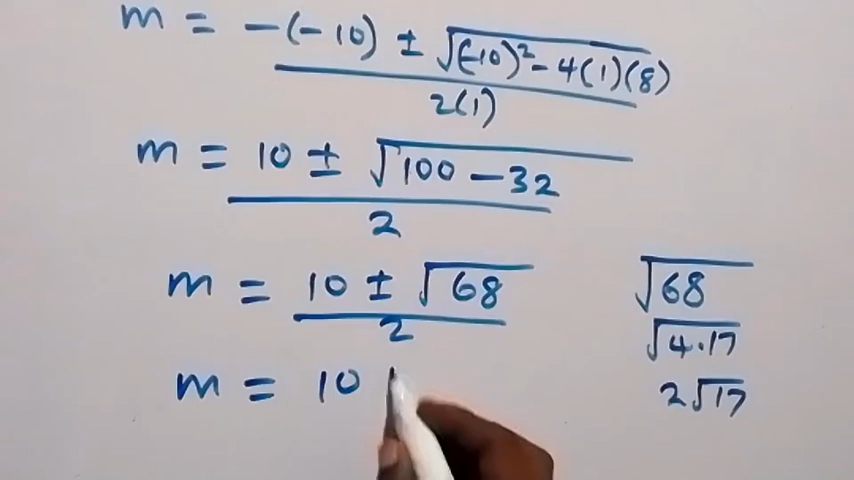 m = -(-10) ± √(-10)² - 4(1)(8)
2(1)
m = 10 ± √100 - 32
2
m = 10 ± √68
2
m = 10
√68
√4·17
2√17